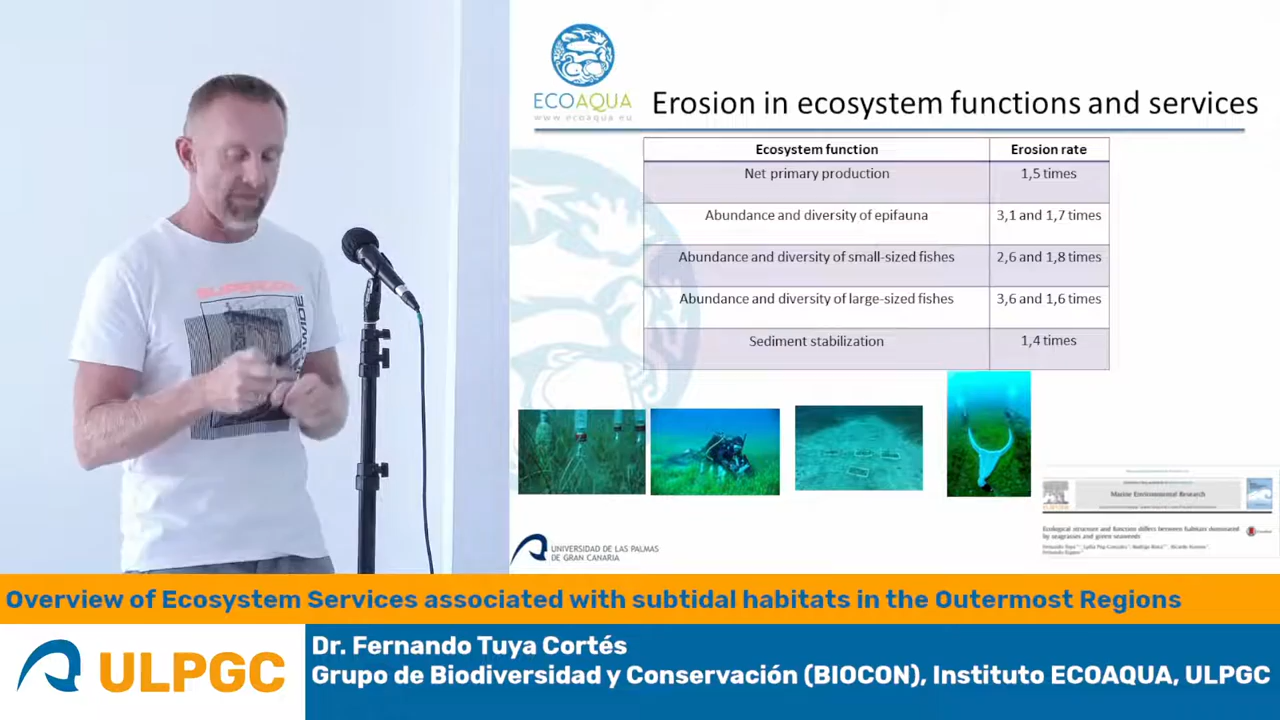 ECOAQUA
www.ecoaqua.eu
Erosion in ecosystem functions and services
Ecosystem function Erosion rate
Net primary production 1,5 times
Abundance and diversity of epifauna 3,1 and 1,7 times
Abundance and diversity of small-sized fishes 2,6 and 1,8 times
Abundance and diversity of large-sized fishes 3,6 and 1,6 times
Sediment stabilization 1,4 times
Marine Environmental Research
Ecological structure and function differs between habitats dominated
by seagrasses and green seaweeds
UNIVERSIDAD DE LAS PALMAS
DE GRAN CANARIA
Overview of Ecosystem Services associated with subtidal habitats in the Outermost Regions
ULPGC
Dr. Fernando Tuya Cortés
Grupo de Biodiversidad y Conservación (BIOCON), Instituto ECOAQUA, ULPGC